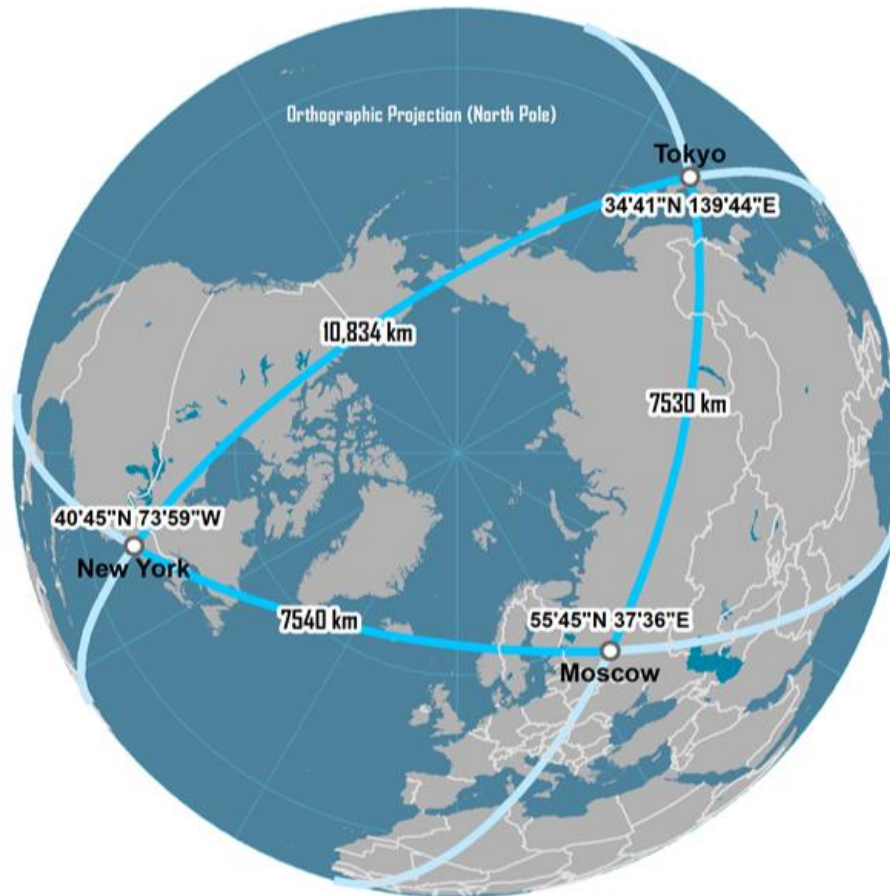 Orthographic Projection (North Pole)
Tokyo
34'41"N 139'44"E
10,834 km
7530 km
40'45"N 73'59"W
New York
7540 km
55'45"N 37'36"E
Moscow